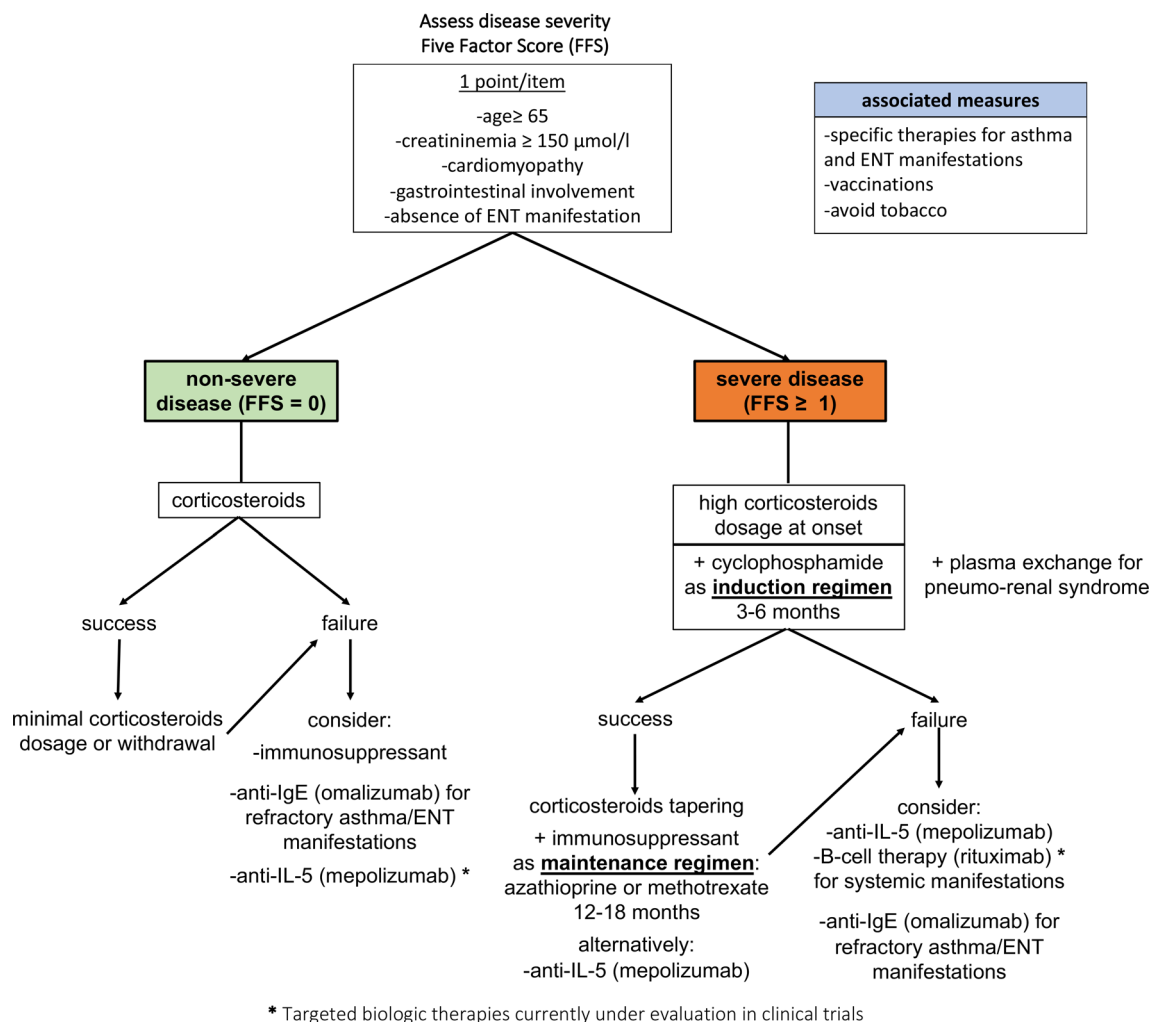 Assess disease severity
Five Factor Score (FFS)
1 point/item
-age≥ 65
-creatininemia ≥ 150 µmol/l
-cardiomyopathy
-gastrointestinal involvement
-absence of ENT manifestation
associated measures
-specific therapies for asthma
and ENT manifestations
-vaccinations
-avoid tobacco
non-severe
disease (FFS = 0)
severe disease
(FFS ≥ 1)
corticosteroids
success
failure
minimal corticosteroids
dosage or withdrawal
consider:
-immunosuppressant
-anti-IgE (omalizumab) for
refractory asthma/ENT
manifestations
-anti-IL-5 (mepolizumab) *
high corticosteroids
dosage at onset
+ cyclophosphamide
as induction regimen
3-6 months
+ plasma exchange for
pneumo-renal syndrome
success
failure
corticosteroids tapering
+ immunosuppressant
as maintenance regimen:
azathioprine or methotrexate
12-18 months
alternatively:
-anti-IL-5 (mepolizumab)
consider:
-anti-IL-5 (mepolizumab)
-B-cell therapy (rituximab) *
for systemic manifestations
-anti-IgE (omalizumab) for
refractory asthma/ENT
manifestations
* Targeted biologic therapies currently under evaluation in clinical trials